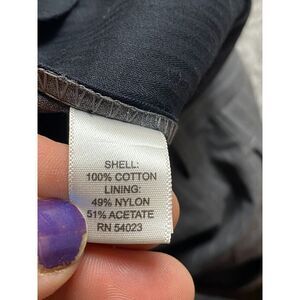 SHELL:
100% COTTON
LINING:
49% NYLON
51% ACETATE
RN 54023